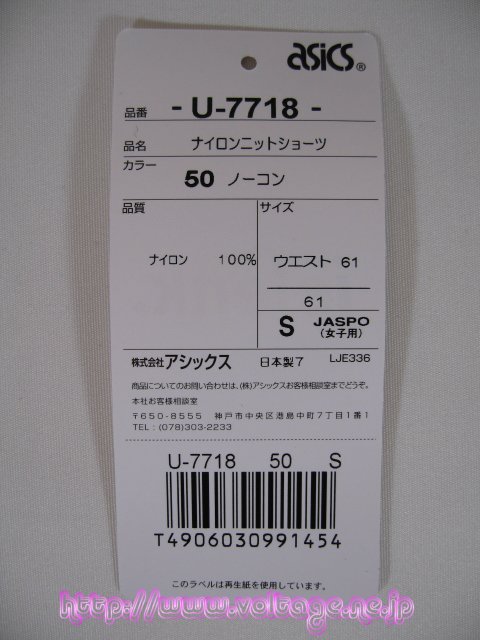 asics®
品番 - U-7718 -
品名 ナイロンニットショーツ
カラー
50 ノーコン
品質 サイズ
ナイロン 100% ウエスト 61
61
S JASPO
(女子用)
株式会社アシックス 日本製7 LJE336
商品についてのお問い合わせは、(株)アシックスお客様相談室までどうぞ。
本社お客様相談室
〒650-8555 神戸市中央区港島中町7丁目1番1
TEL:(078)303-2233
U-7718 50 S
T4906030991454
このラベルは再生紙を使用しています。
http://www.voltage.ne.jp